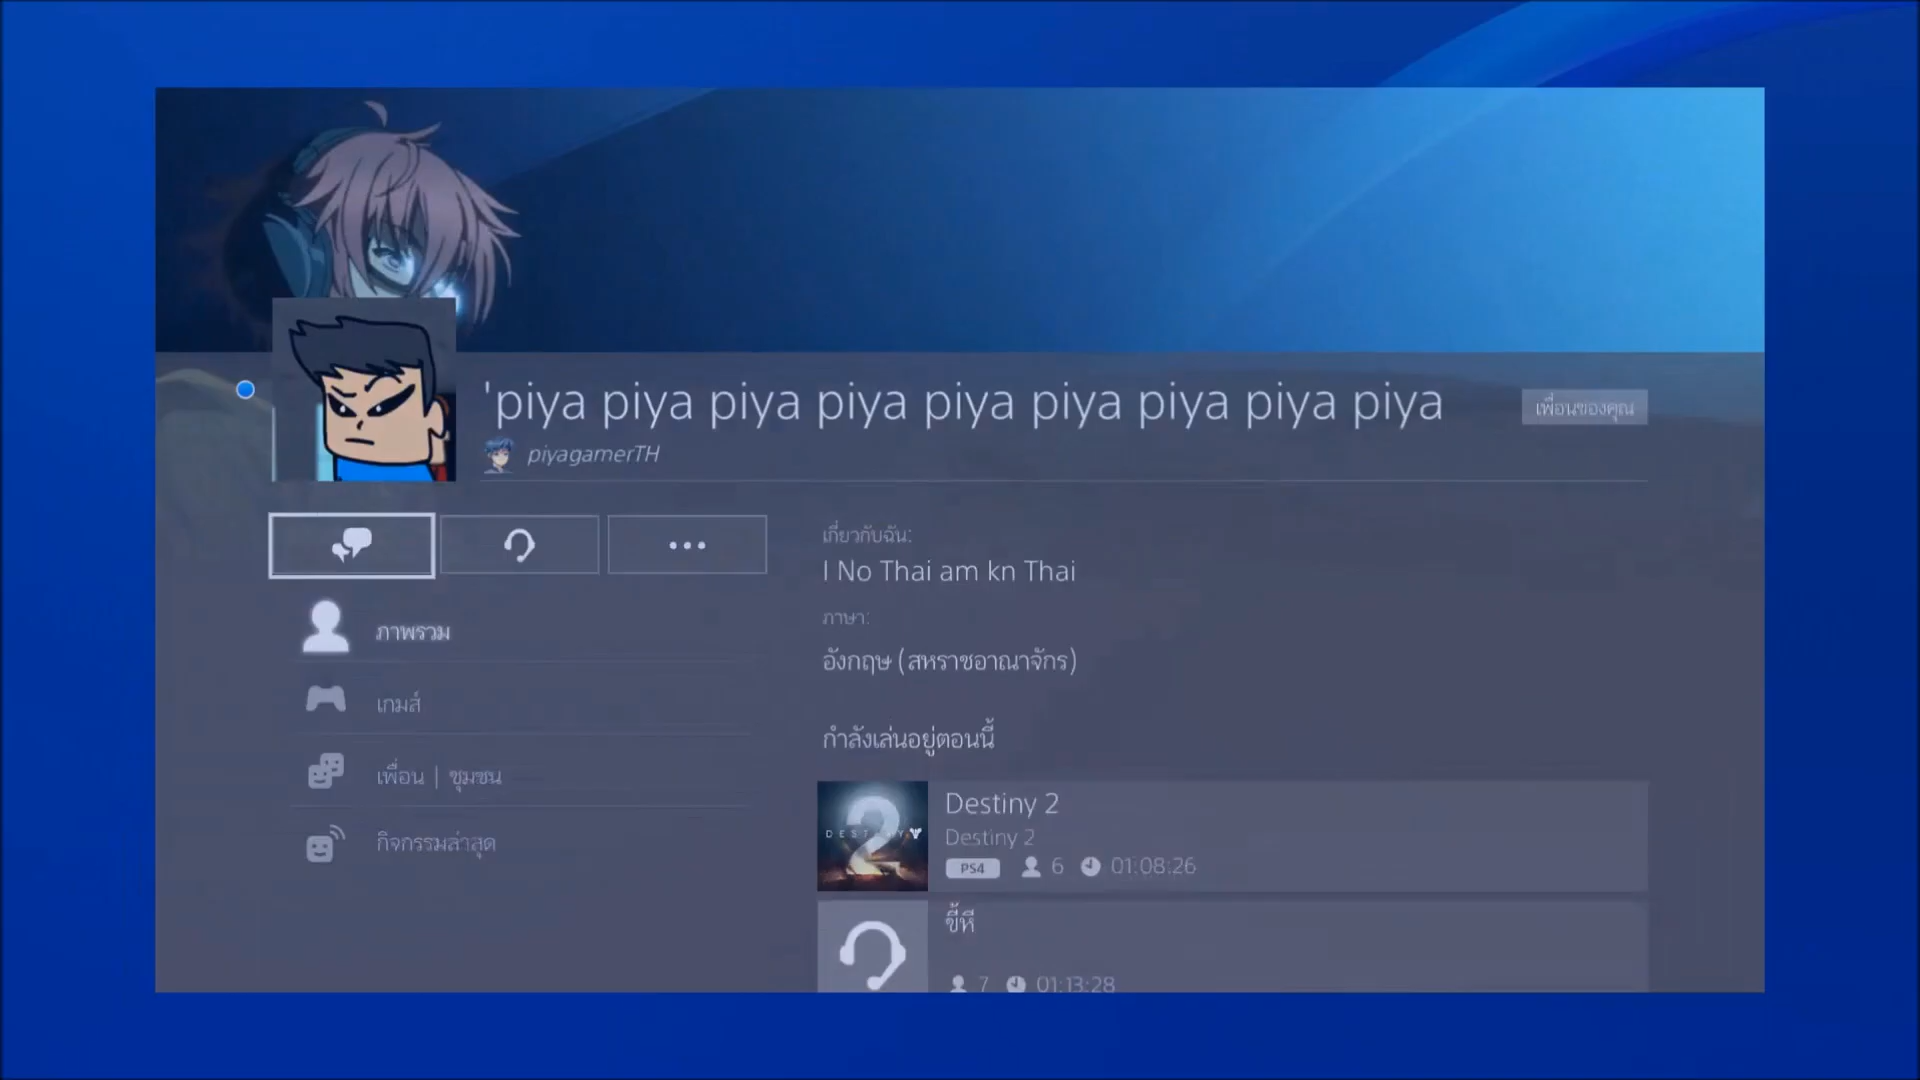 'piya piya piya piya piya piya piya piya piya
เพื่อนของคุณ
piyagamerTH
เกี่ยวกับฉัน:
I No Thai am kn Thai
ภาษา:
อังกฤษ (สหราชอาณาจักร)
ภาพรวม
เกมส์
เพื่อน | ชุมชน
กิจกรรมล่าสุด
กำลังเล่นอยู่ตอนนี้
DESTINY 2
Destiny 2
Destiny 2
PS4 6 01:08:26
ขี้หี
7 01:13:28